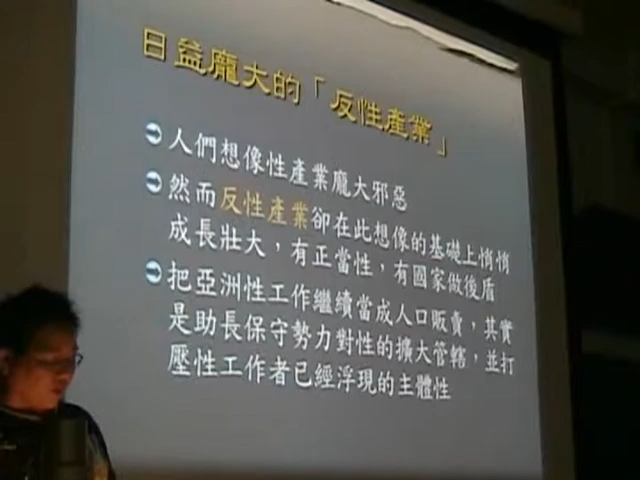 日益龐大的「反性產業」
人們想像性產業龐大邪惡
然而反性產業卻在此想像的基礎上悄悄
成長壯大，有正當性，有國家做後盾
把亞洲性工作繼續當成人口販賣，其實
是助長保守勢力對性的擴大管轄，並打
壓性工作者已經浮現的主體性